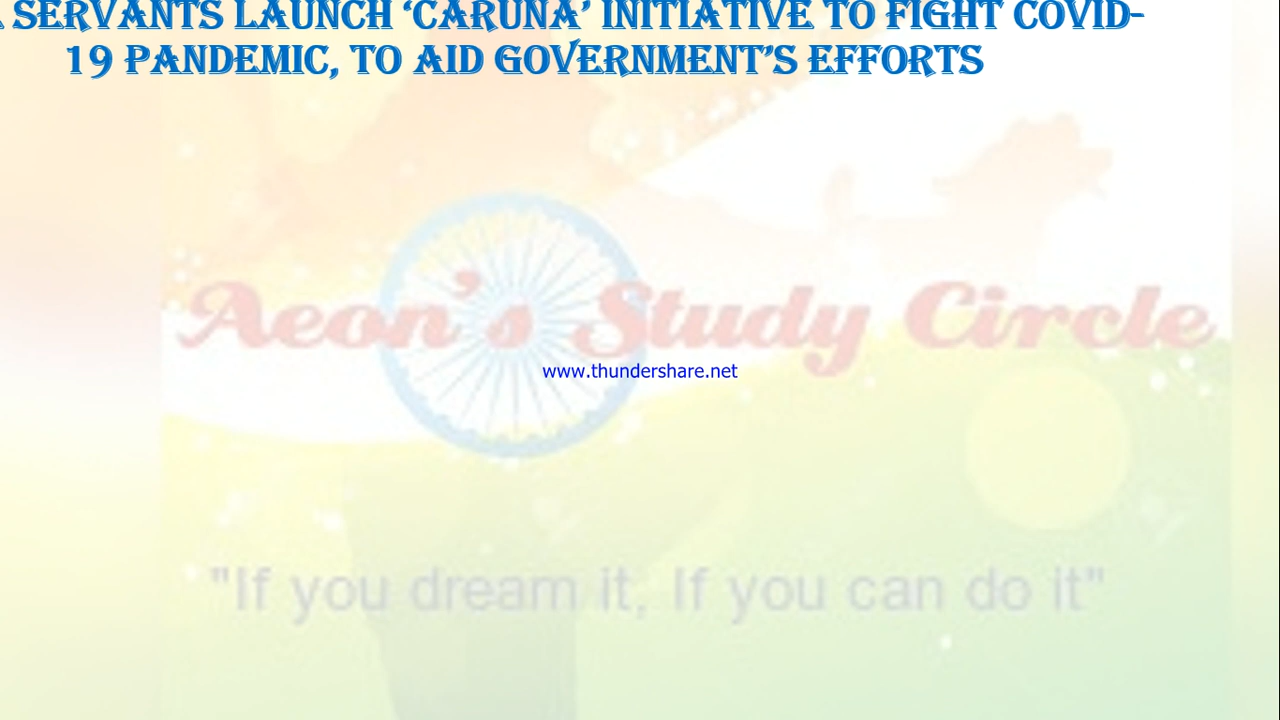 SERVANTS LAUNCH ‘CARUNA’ INITIATIVE TO FIGHT COVID-
19 PANDEMIC, TO AID GOVERNMENT’S EFFORTS
Aeon's Study Circle
www.thundershare.net
"If you dream it, If you can do it"